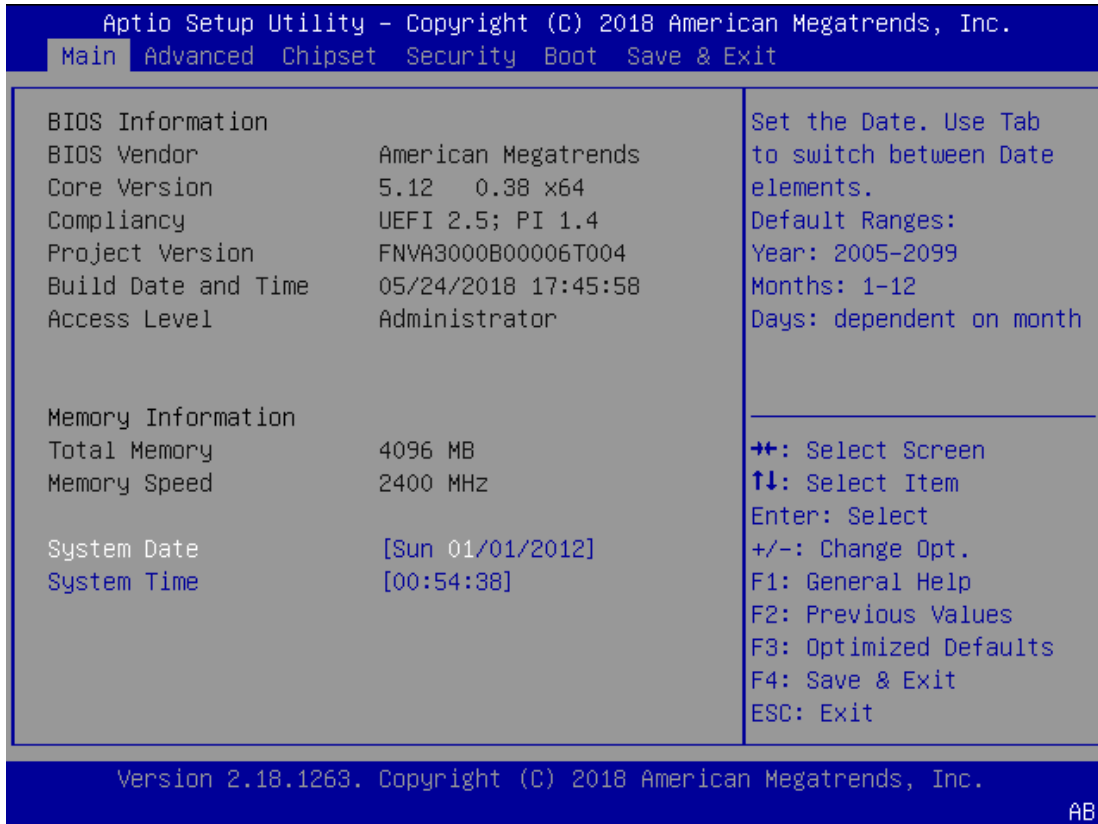 Aptio Setup Utility – Copyright (C) 2018 American Megatrends, Inc.
Main Advanced Chipset Security Boot Save & Exit
BIOS Information
BIOS Vendor American Megatrends
Core Version 5.12 0.38 x64
Compliancy UEFI 2.5; PI 1.4
Project Version FNVA3000B00006T004
Build Date and Time 05/24/2018 17:45:58
Access Level Administrator
Memory Information
Total Memory 4096 MB
Memory Speed 2400 MHz
System Date [Sun 01/01/2012]
System Time [00:54:38]
Set the Date. Use Tab
to switch between Date
elements.
Default Ranges:
Year: 2005-2099
Months: 1-12
Days: dependent on month
→←: Select Screen
↑↓: Select Item
Enter: Select
+/-: Change Opt.
F1: General Help
F2: Previous Values
F3: Optimized Defaults
F4: Save & Exit
ESC: Exit
Version 2.18.1263. Copyright (C) 2018 American Megatrends, Inc.
AB